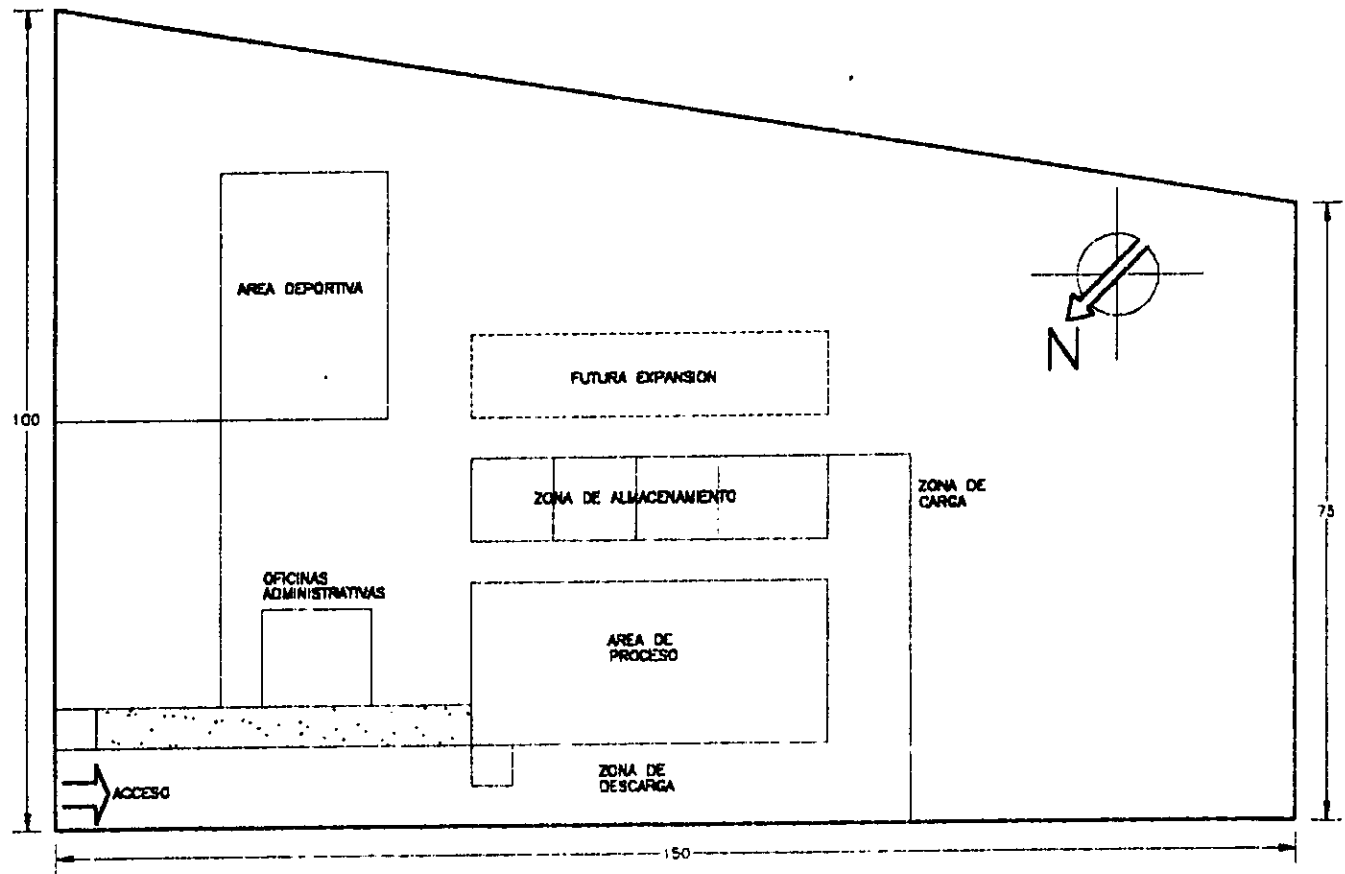 AREA DEPORTIVA
N
FUTURA EXPANSION
100
ZONA DE ALMACENAMIENTO
ZONA DE
CARGA
75
OFICINAS
ADMINISTRATIVAS
AREA DE
PROCESO
ZONA DE
DESCARGA
ACCESO
150